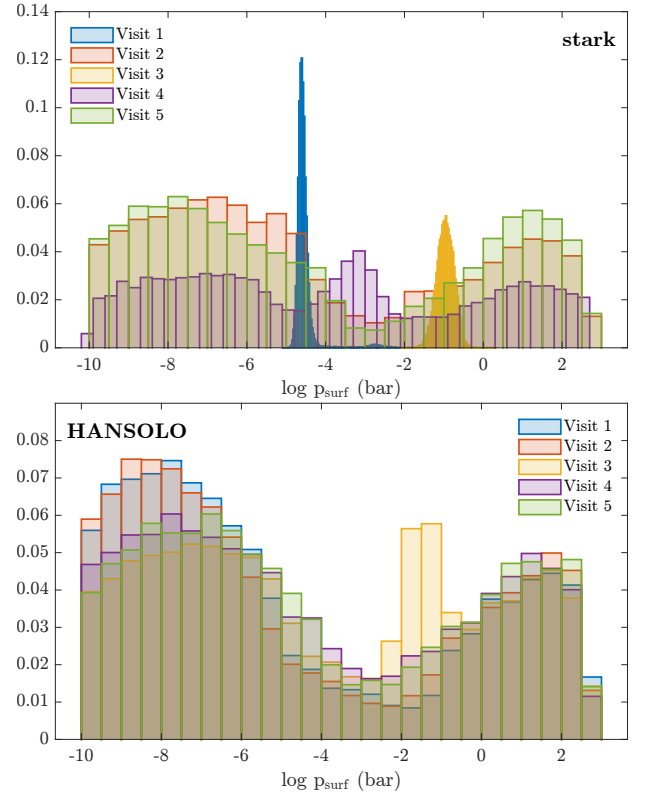 0.14
0.12
0.1
0.08
0.06
0.04
0.02
0
Visit 1
Visit 2
Visit 3
Visit 4
Visit 5
stark
-10 -8 -6 -4 -2 0 2
log p_surf (bar)
HANSOLO
0.08
0.07
0.06
0.05
0.04
0.03
0.02
0.01
0
Visit 1
Visit 2
Visit 3
Visit 4
Visit 5
-10 -8 -6 -4 -2 0 2
log p_surf (bar)